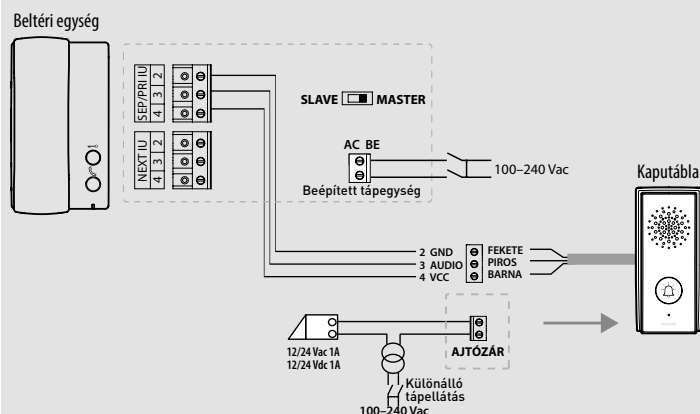 Beltéri egység
SEP/PRI IU
2
3
4
SLAVE MASTER
NEXT IU
2
3
4
AC BE
100–240 Vac
Beépített tápegység
Kaputábla
2 GND FEKETE
3 AUDIO PIROS
4 VCC BARNA
12/24 Vac 1A
12/24 Vdc 1A
AJTÓZÁR
Különálló
tápellátás
100–240 Vac